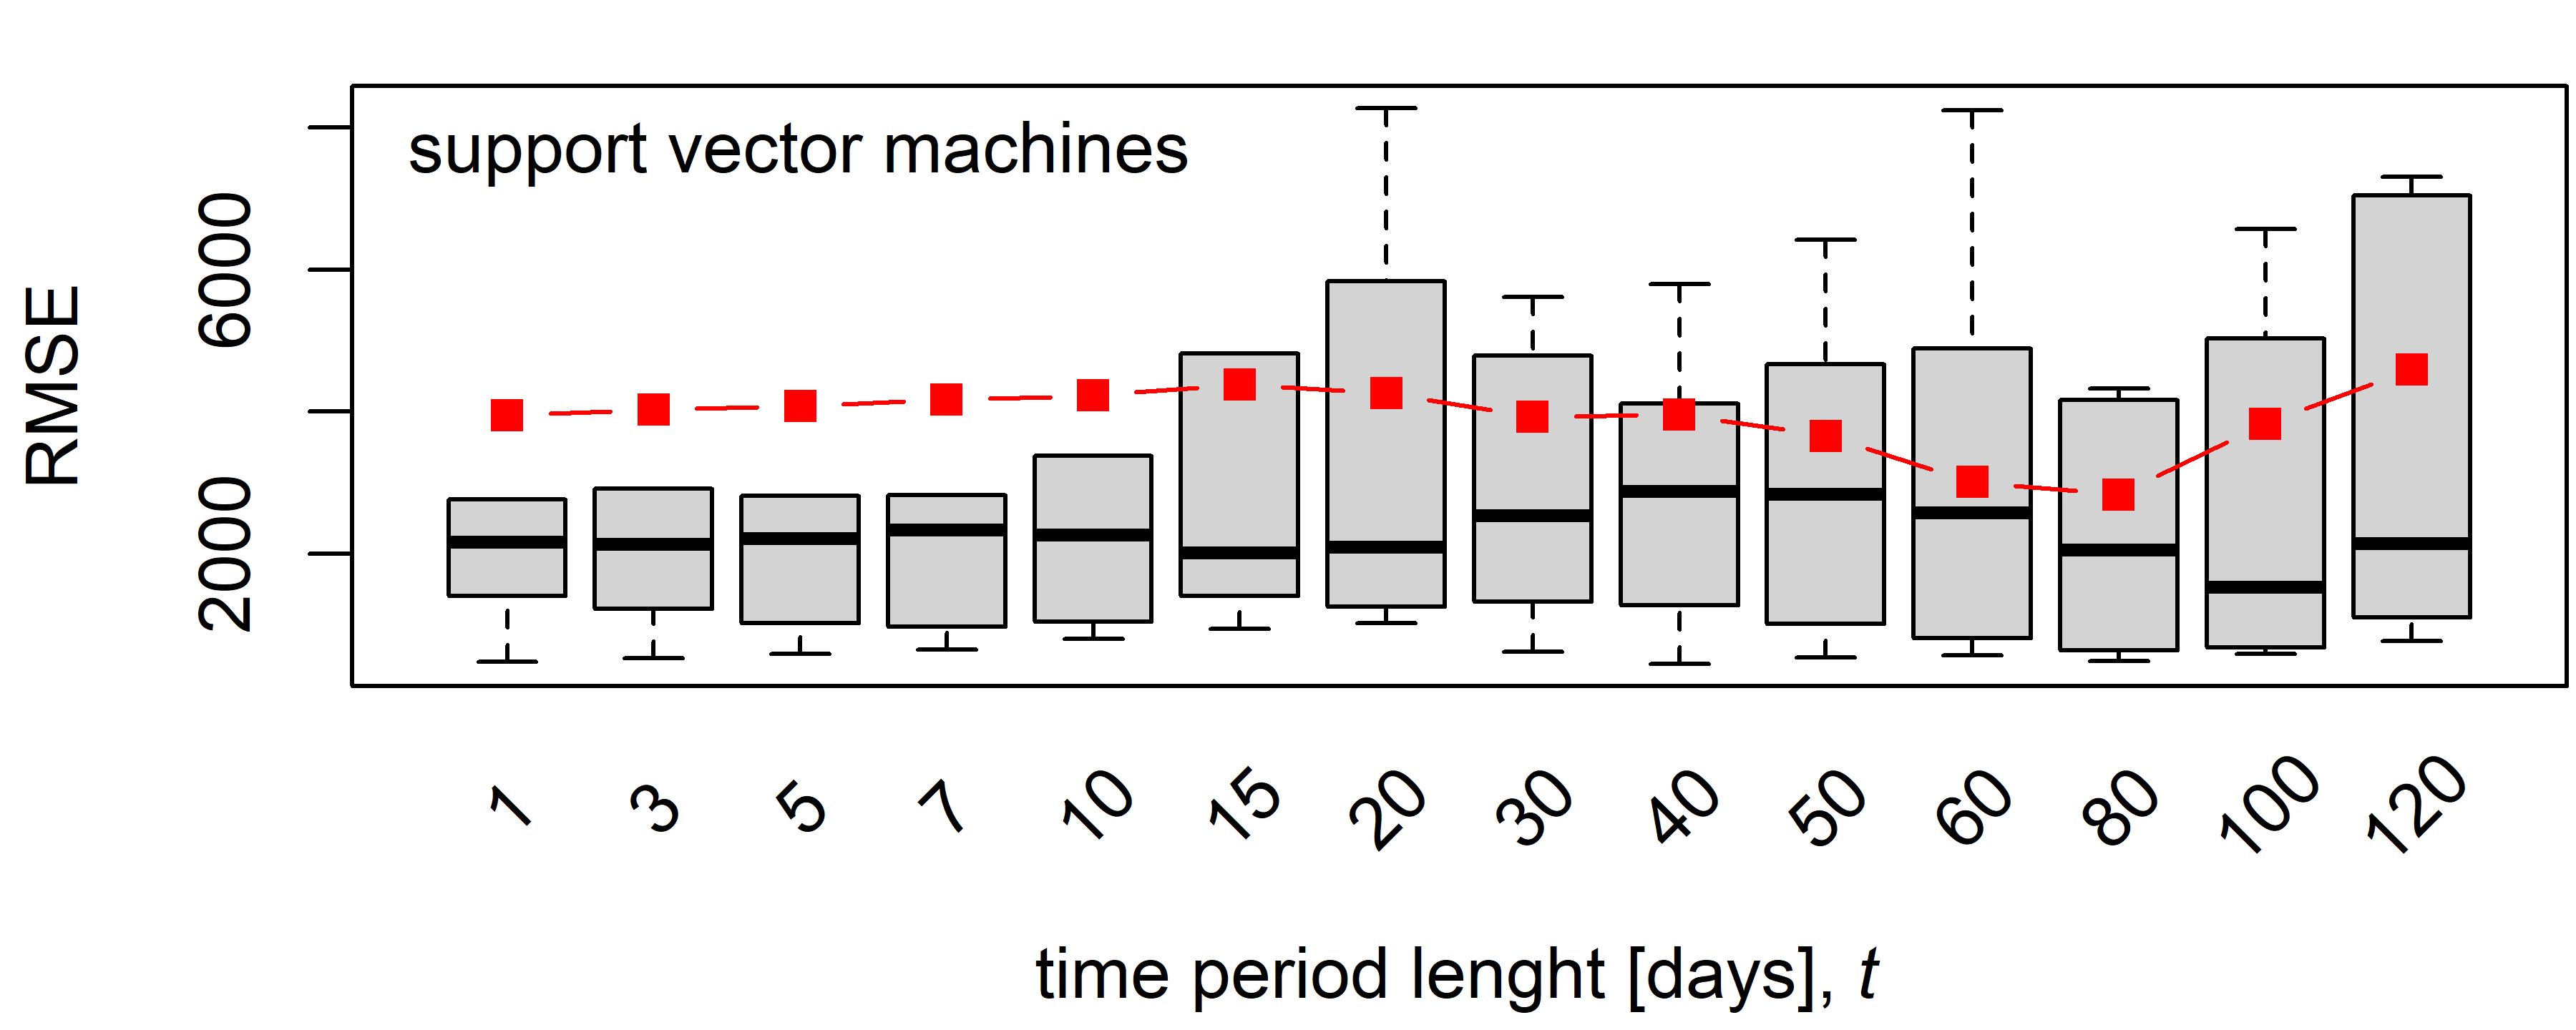 support vector machines
RMSE
6000
2000
1 3 5 7 10 15 20 30 40 50 60 80 100 120
time period lenght [days], t